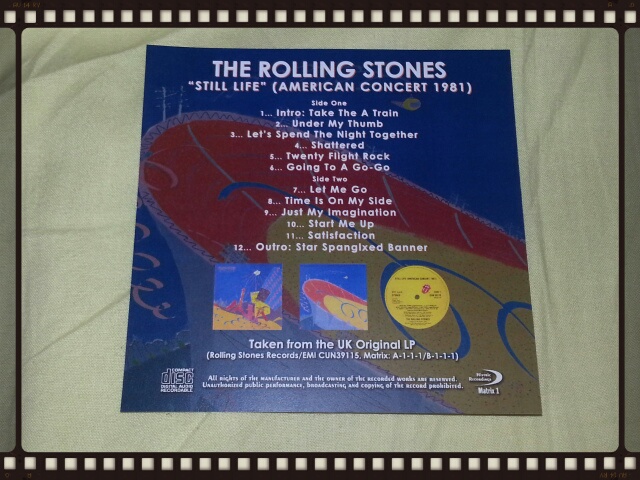 THE ROLLING STONES
"STILL LIFE" (AMERICAN CONCERT 1981)
Side One
1... Intro: Take The A Train
2... Under My Thumb
3... Let's Spend The Night Together
4... Shattered
5... Twenty Flight Rock
6... Going To A Go-Go
Side Two
7... Let Me Go
8... Time Is On My Side
9... Just My Imagination
10... Start Me Up
11... Satisfaction
12... Outro: Star Spanglxed Banner
Taken from the UK Original LP
(Rolling Stones Records/EMI CUN39115, Matrix: A-1-1-1/B-1-1-1)
COMPACT
disc
DIGITAL AUDIO
RECORDABLE
All rights of the manufacturer and the owner of the recorded works are reserved.
Unauthorized public performance, broadcasting and copying of the record prohibited.
Matrix 1